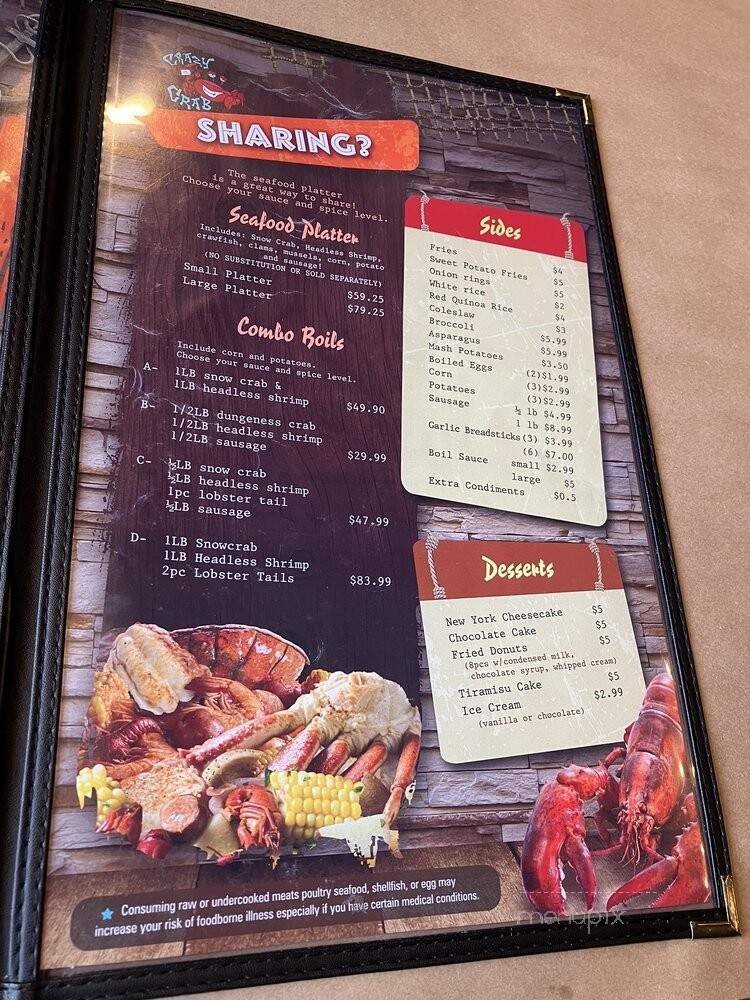 CRAZY
CRAB
SHARING?
The seafood platter
is a great way to share!
Choose your sauce and spice level.
Seafood Platter
Includes: Snow Crab, Headless Shrimp,
crawfish, clams, mussels, corn, potato
and sausage!
(NO SUBSTITUTION OR SOLD SEPARATELY)
Small Platter $59.25
Large Platter $79.25
Combo Boils
Include corn and potatoes.
Choose your sauce and spice level.
A- 1LB snow crab &
1LB headless shrimp $49.90
B- 1/2LB dungeness crab
1/2LB headless shrimp
1/2LB sausage $29.99
C- ½LB snow crab
½LB headless shrimp
1pc lobster tail
½LB sausage $47.99
D- 1LB Snowcrab
1LB Headless Shrimp
2pc Lobster Tails $83.99
Sides
Fries $4
Sweet Potato Fries $5
Onion rings $5
White rice $2
Red Quinoa Rice $4
Coleslaw $3
Broccoli $5.99
Asparagus $5.99
Mash Potatoes $3.50
Boiled Eggs (2)$1.99
Corn (3)$2.99
Potatoes (3)$2.99
Sausage ½ lb $4.99
1 lb $8.99
Garlic Breadsticks(3) $3.99
(6) $7.00
Boil Sauce small $2.99
large $5
Extra Condiments $0.5
Desserts
New York Cheesecake $5
Chocolate Cake $5
Fried Donuts $5
(8pcs w/condensed milk,
chocolate syrup, whipped cream)
Tiramisu Cake $5
Ice Cream $2.99
(vanilla or chocolate)
Consuming raw or undercooked meats poultry seafood, shellfish, or egg may
increase your risk of foodborne illness especially if you have certain medical conditions.
menupix